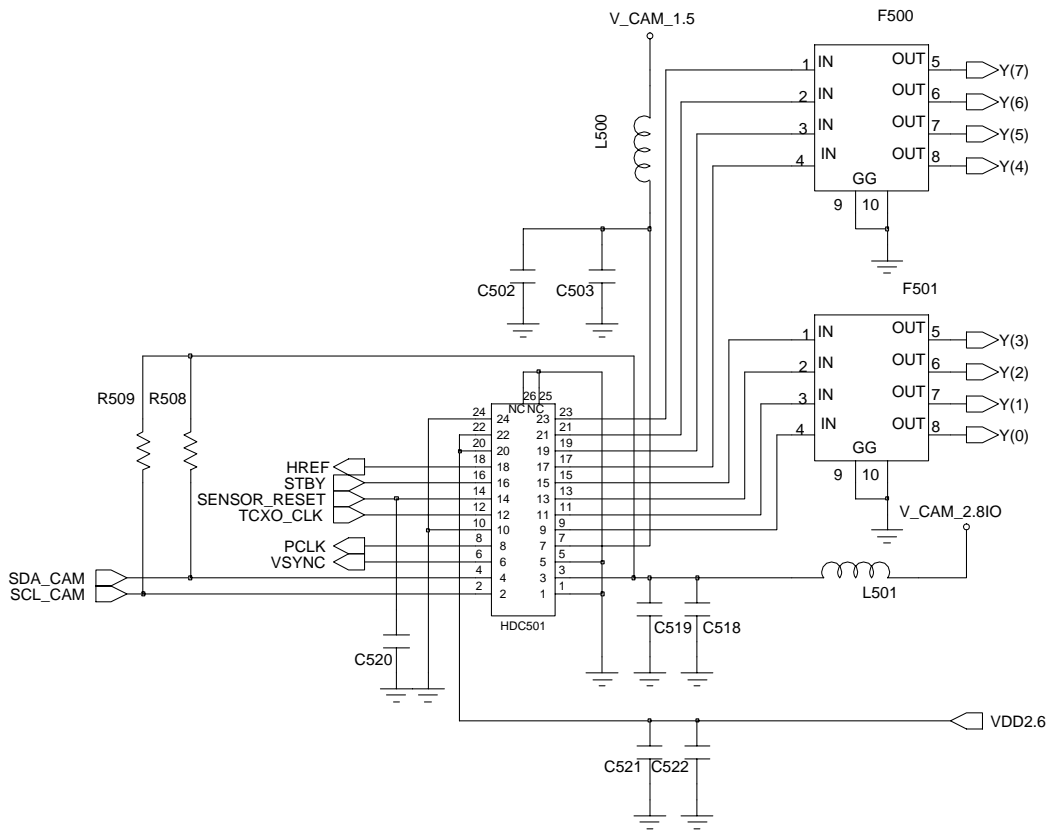 F500
V_CAM_1.5
1 IN OUT 5 Y(7)
2 IN OUT 6 Y(6)
3 IN OUT 7 Y(5)
4 IN OUT 8 Y(4)
GG
9 10
L500
C502 C503
F501
1 IN OUT 5 Y(3)
2 IN OUT 6 Y(2)
3 IN OUT 7 Y(1)
4 IN OUT 8 Y(0)
GG
9 10
R509 R508
26 25
NC NC
24 24 23 23
22 22 21 21
20 20 19 19
HREF 18 18 17 17
STBY 16 16 15 15
SENSOR_RESET 14 14 13 13
TCXO_CLK 12 12 11 11
10 10 9 9
PCLK 8 8 7 7
VSYNC 6 6 5 5
SDA_CAM 4 4 3 3
SCL_CAM 2 2 1 1
HDC501
V_CAM_2.8IO
L501
C519 C518
C520
VDD2.6
C521 C522